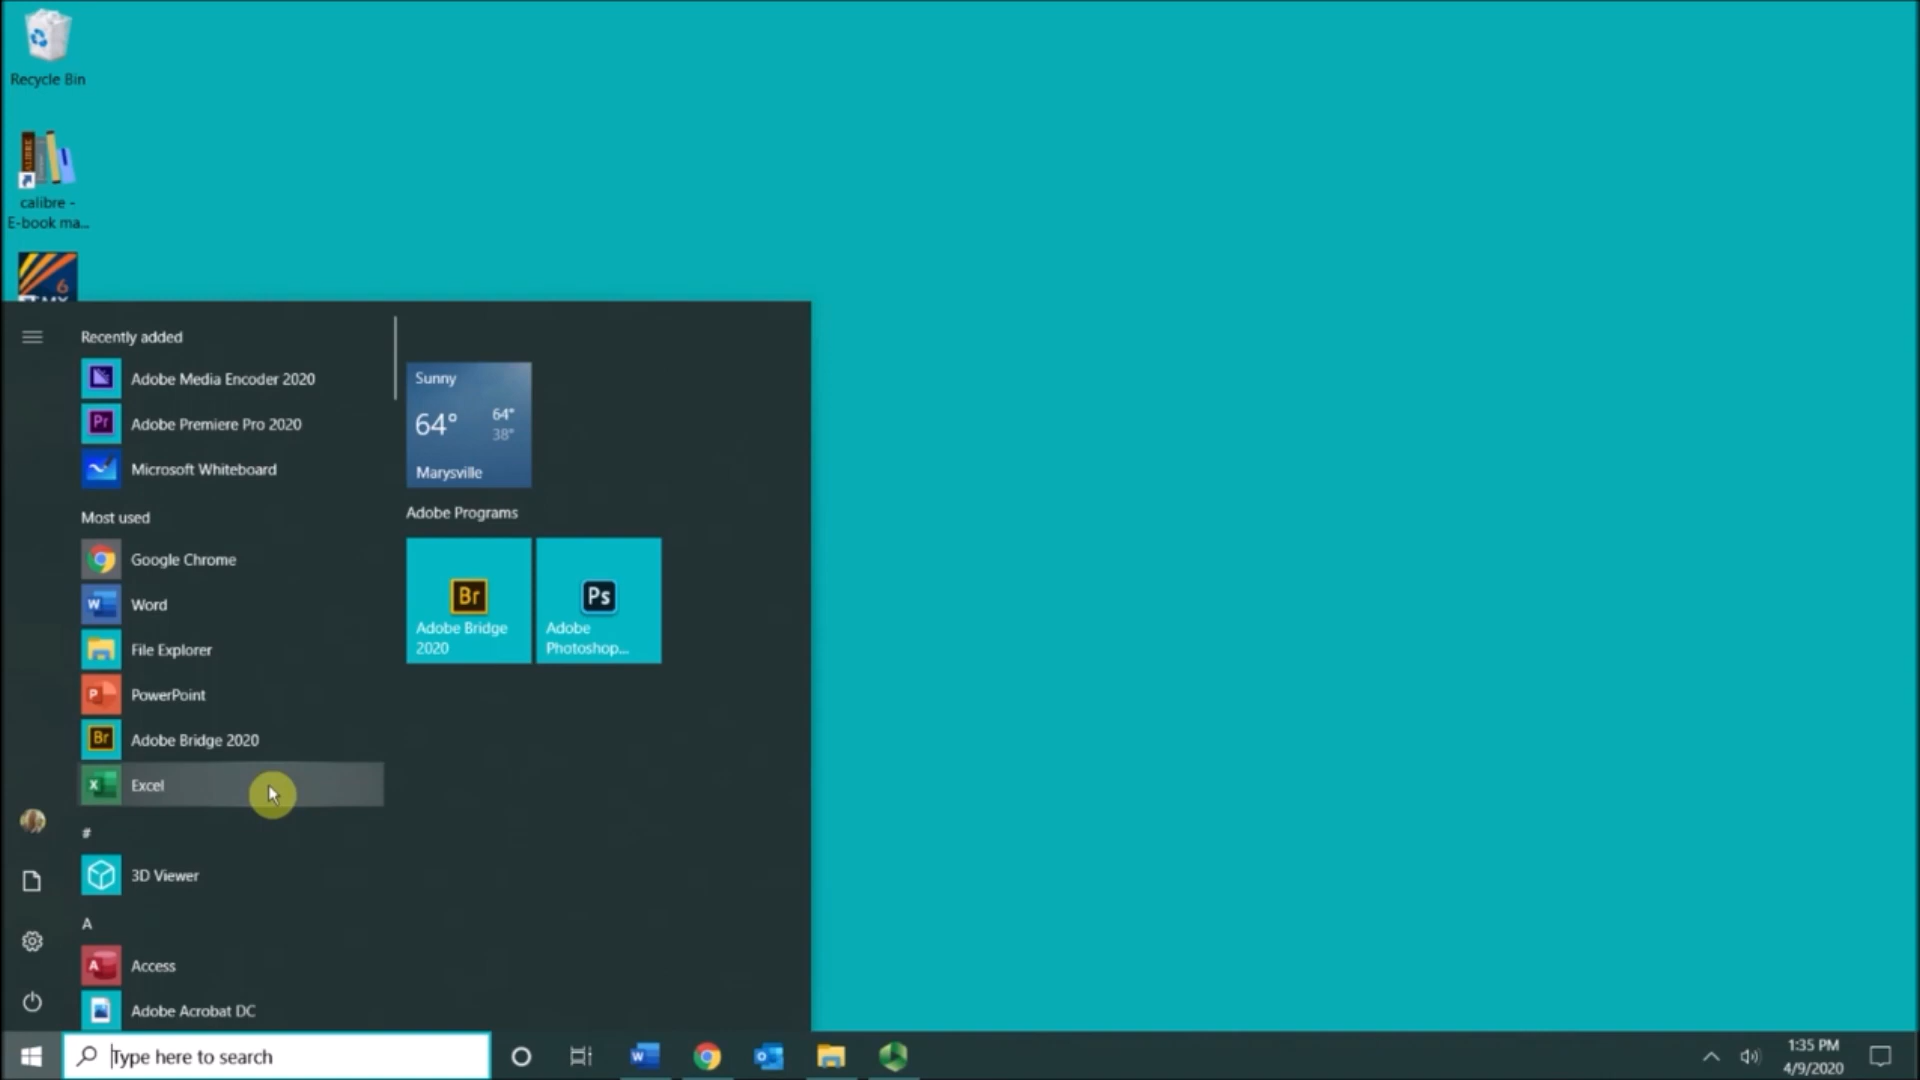 Recycle Bin
calibre -
E-book ma...
6
Recently added
Adobe Media Encoder 2020
Pr
Adobe Premiere Pro 2020
Microsoft Whiteboard
Most used
Google Chrome
W
Word
File Explorer
P
PowerPoint
Br
Adobe Bridge 2020
X
Excel
#
3D Viewer
A
A
Access
Adobe Acrobat DC
Sunny
64°
64°
38°
Marysville
Adobe Programs
Br
Adobe Bridge
2020
Ps
Adobe
Photoshop...
Type here to search
W
1:35 PM
4/9/2020